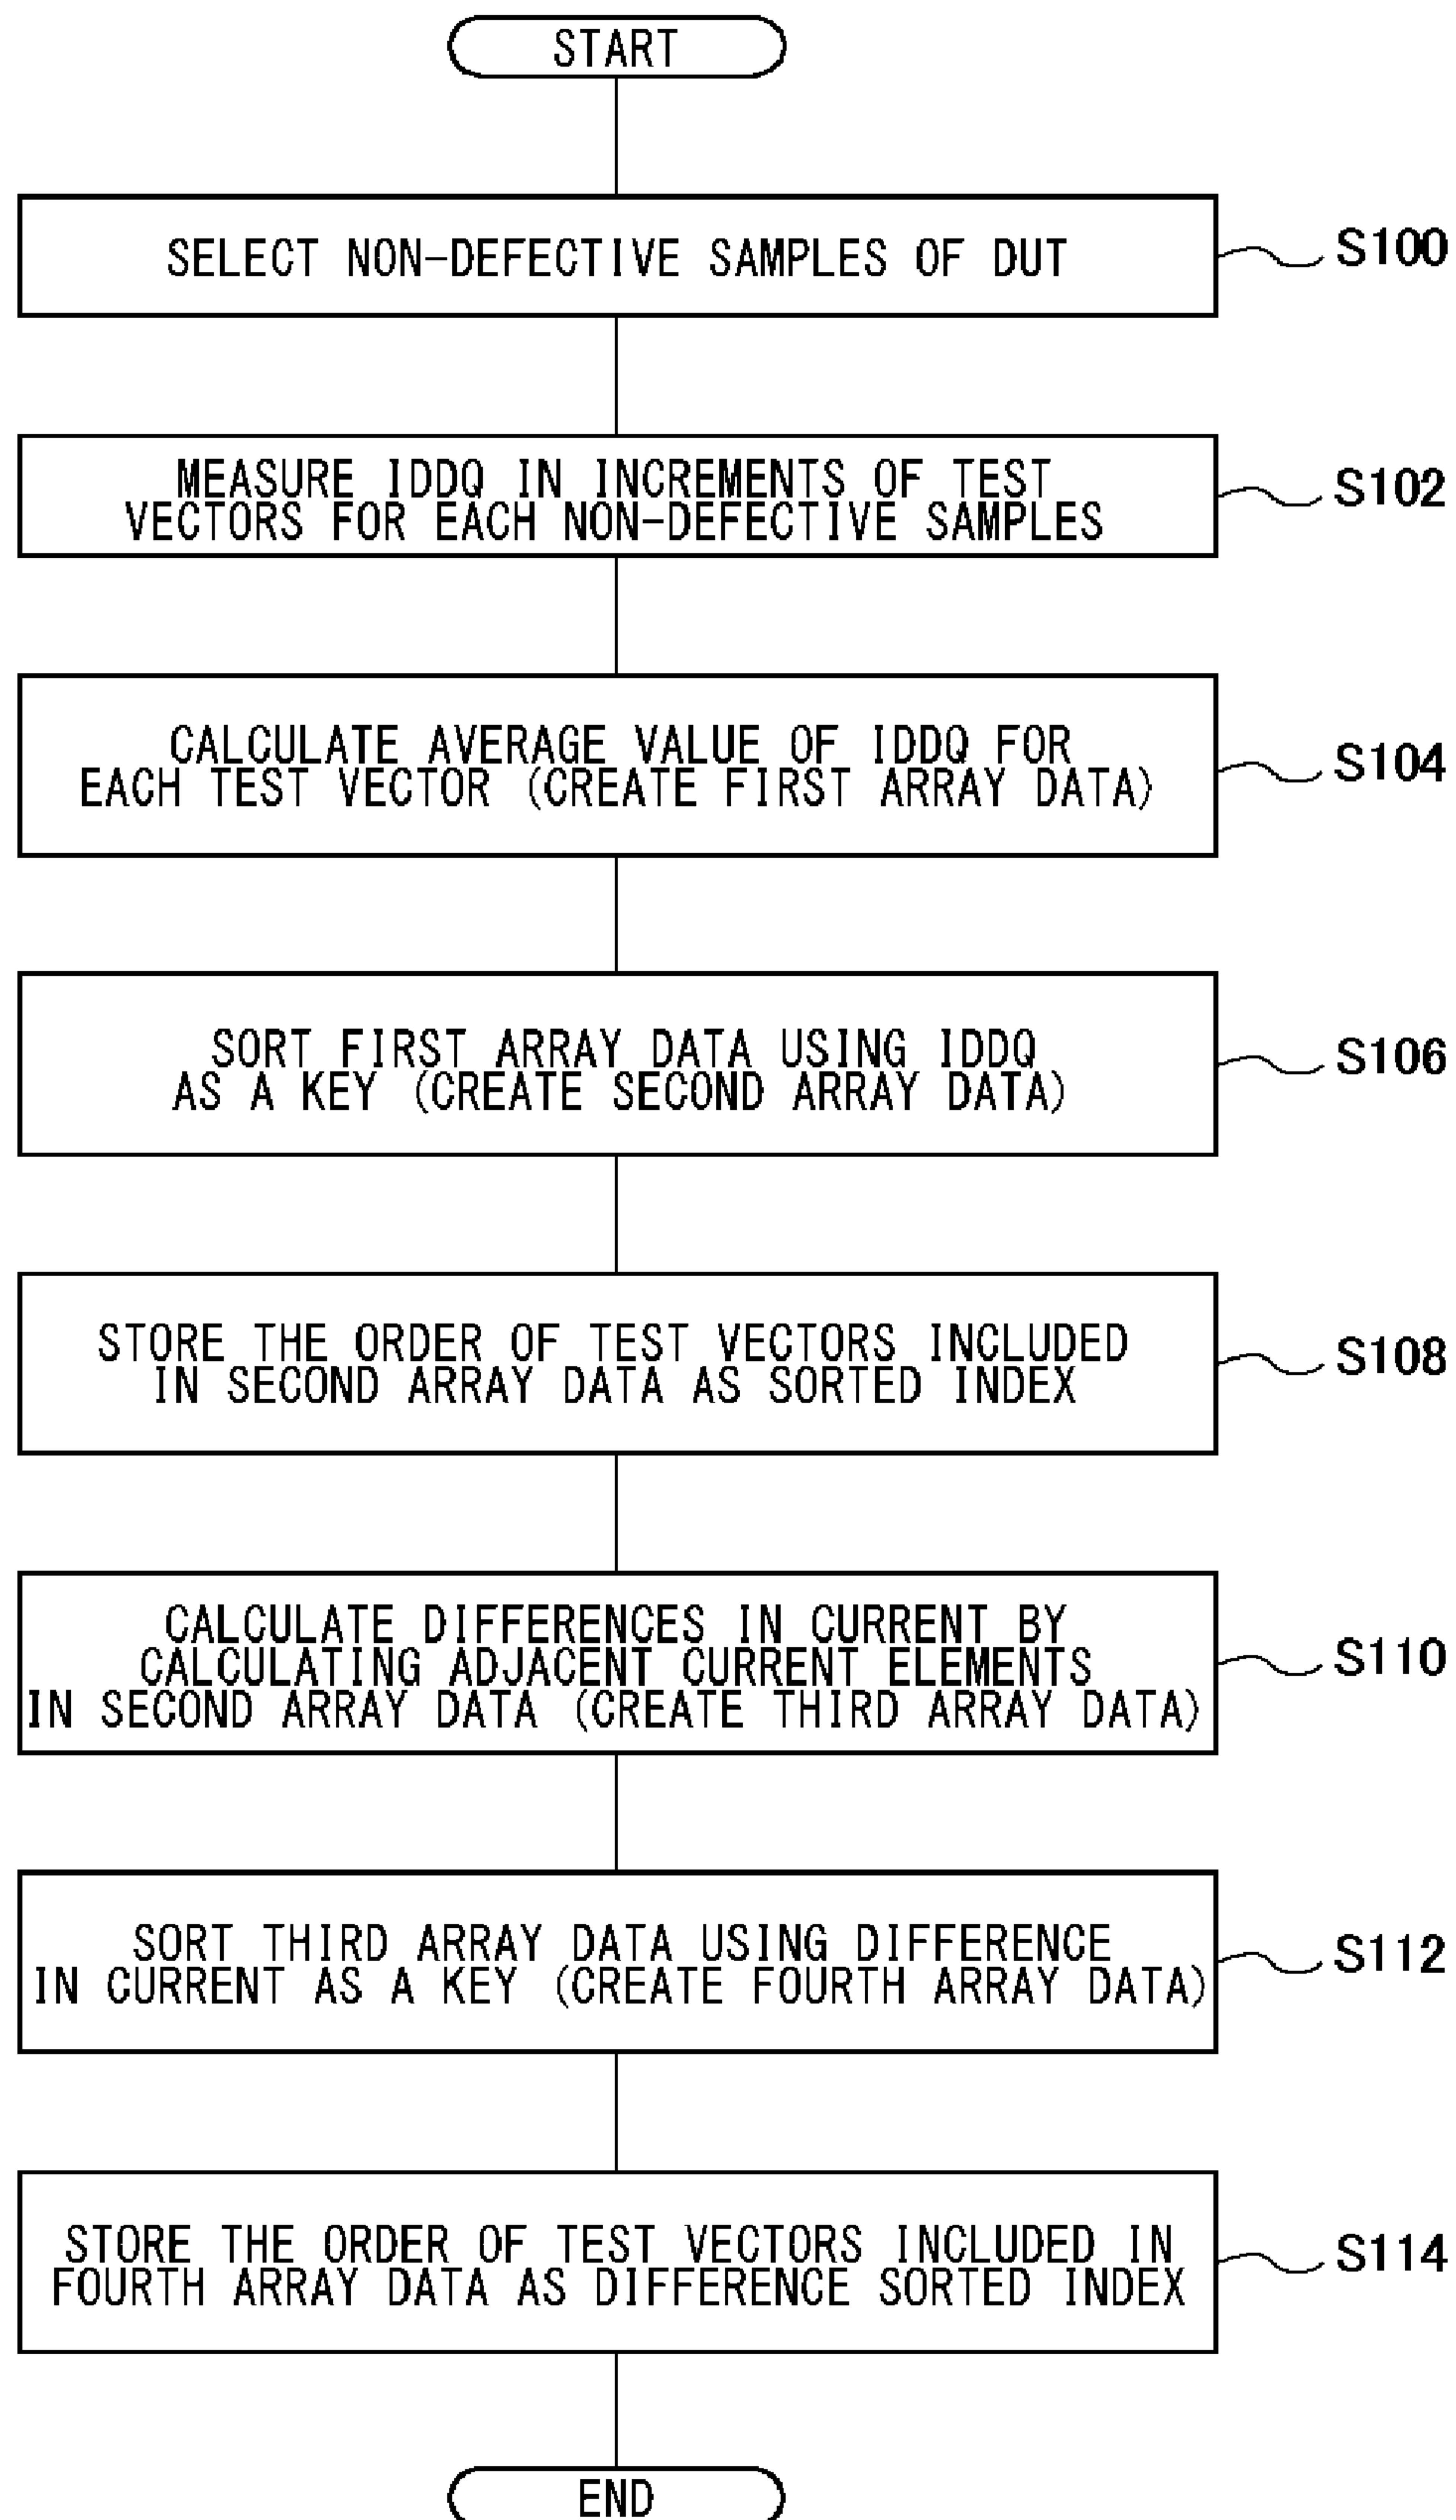 START
SELECT NON-DEFECTIVE SAMPLES OF DUT
S100
MEASURE IDDQ IN INCREMENTS OF TEST
VECTORS FOR EACH NON-DEFECTIVE SAMPLES
S102
CALCULATE AVERAGE VALUE OF IDDQ FOR
EACH TEST VECTOR (CREATE FIRST ARRAY DATA)
S104
SORT FIRST ARRAY DATA USING IDDQ
AS A KEY (CREATE SECOND ARRAY DATA)
S106
STORE THE ORDER OF TEST VECTORS INCLUDED
IN SECOND ARRAY DATA AS SORTED INDEX
S108
CALCULATE DIFFERENCES IN CURRENT BY
CALCULATING ADJACENT CURRENT ELEMENTS
IN SECOND ARRAY DATA (CREATE THIRD ARRAY DATA)
S110
SORT THIRD ARRAY DATA USING DIFFERENCE
IN CURRENT AS A KEY (CREATE FOURTH ARRAY DATA)
S112
STORE THE ORDER OF TEST VECTORS INCLUDED IN
FOURTH ARRAY DATA AS DIFFERENCE SORTED INDEX
S114
END